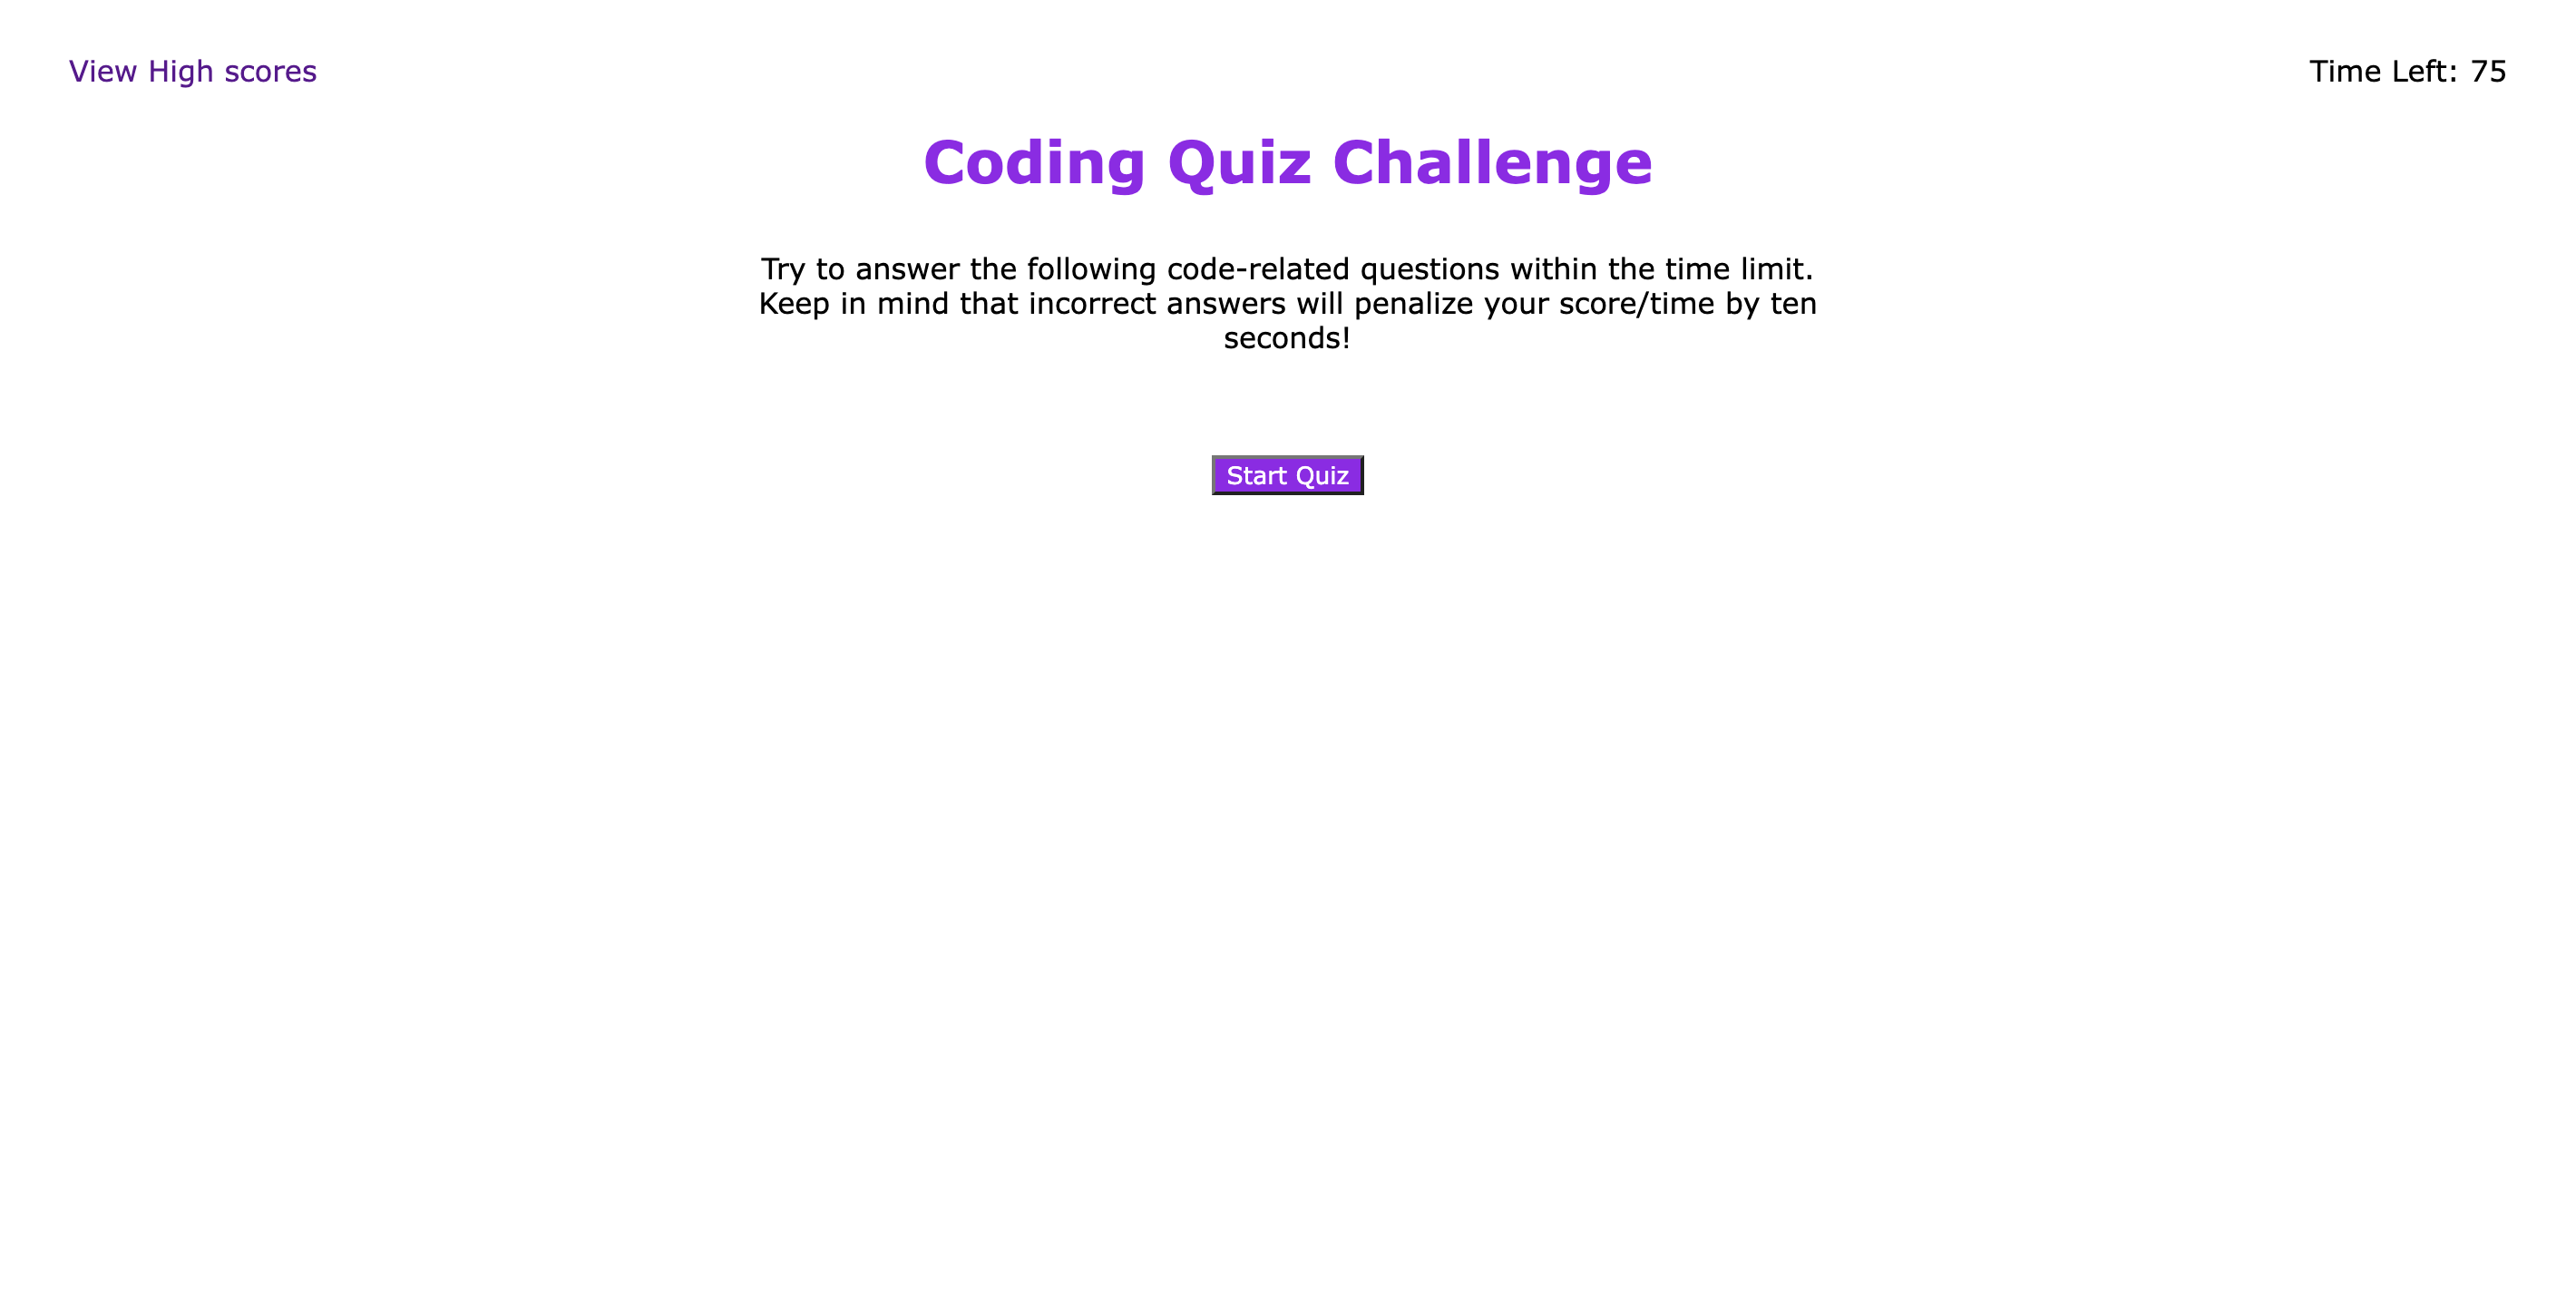 View High scores
Time Left: 75
Coding Quiz Challenge
Try to answer the following code-related questions within the time limit.
Keep in mind that incorrect answers will penalize your score/time by ten
seconds!
Start Quiz